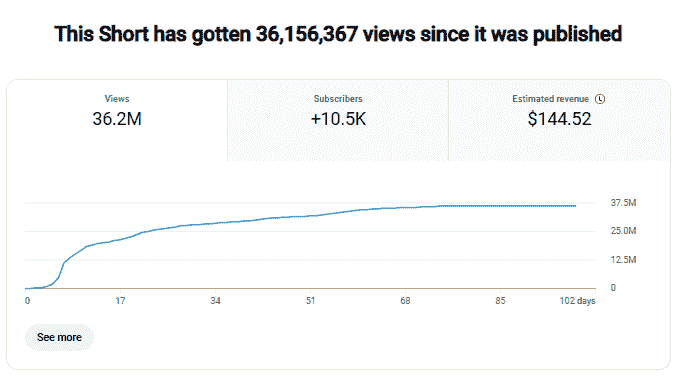 This Short has gotten 36,156,367 views since it was published
Views
36.2M
Subscribers
+10.5K
Estimated revenue
$144.52
37.5M
25.0M
12.5M
0
0 17 34 51 68 85 102 days
See more